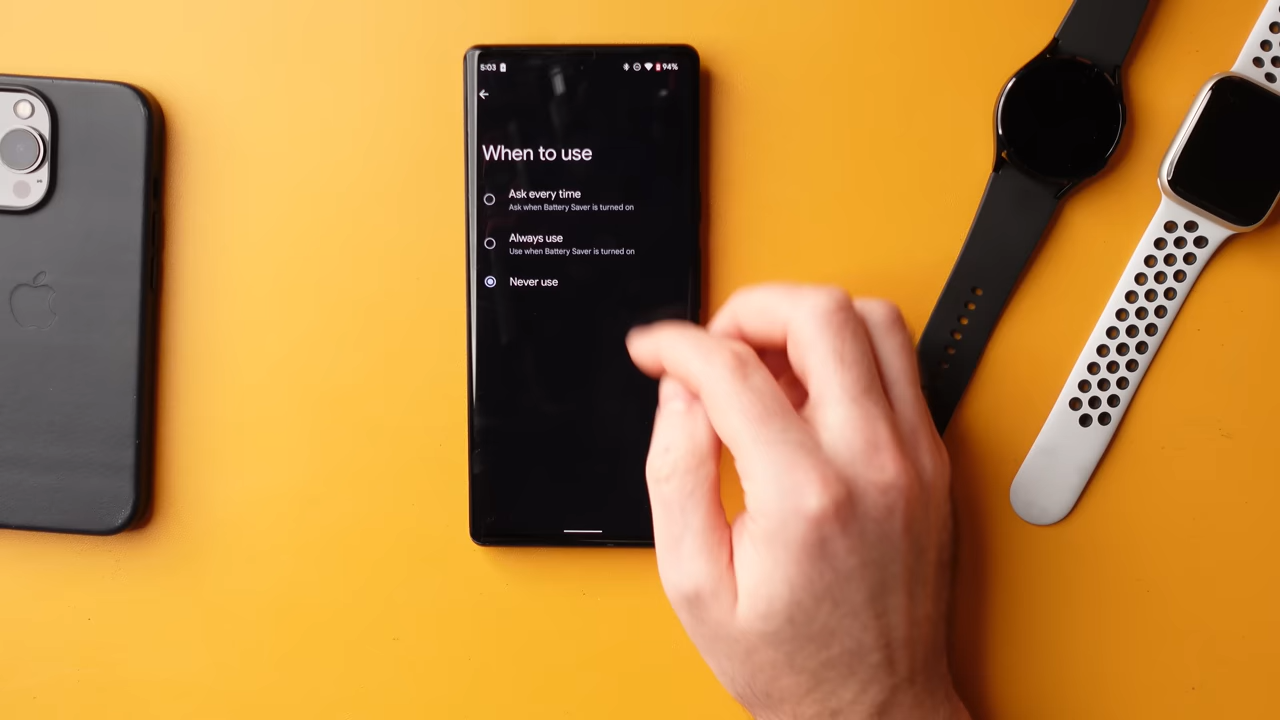 5:03 94%
When to use
Ask every time
Ask when Battery Saver is turned on
Always use
Use when Battery Saver is turned on
Never use